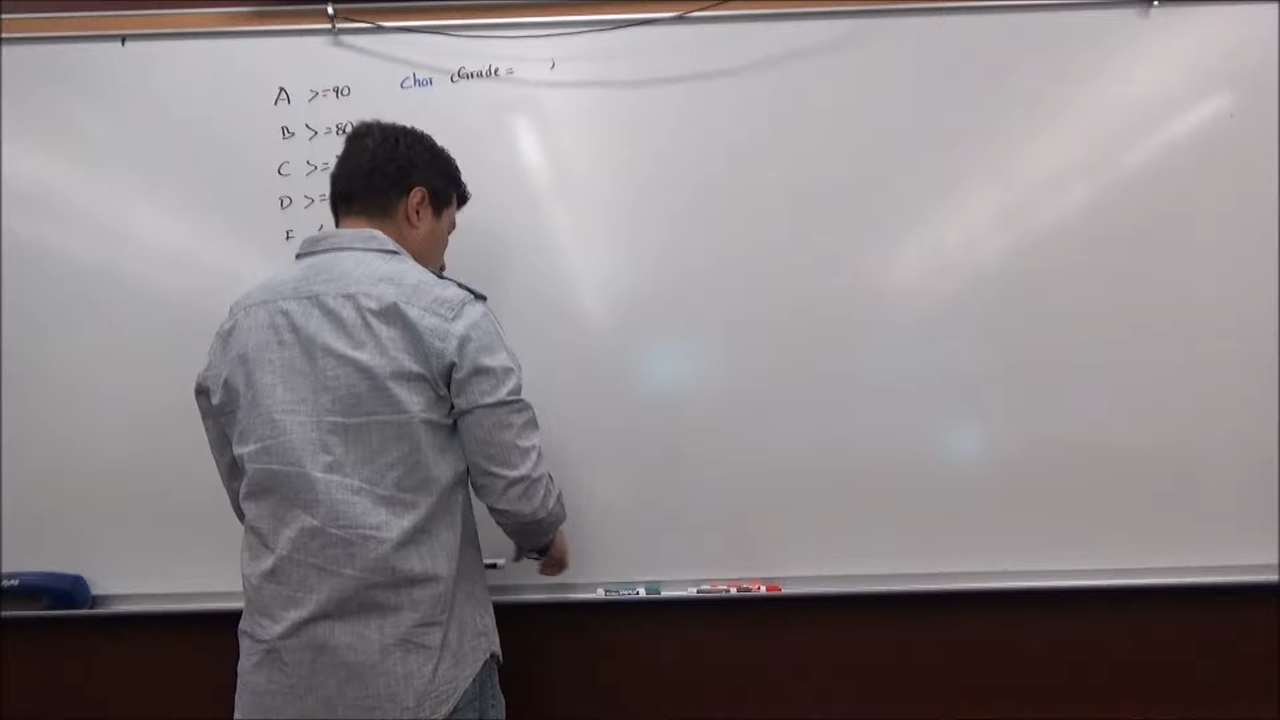 A >=90 Char cGrade = ;
B >=80
C >=
D >=
F